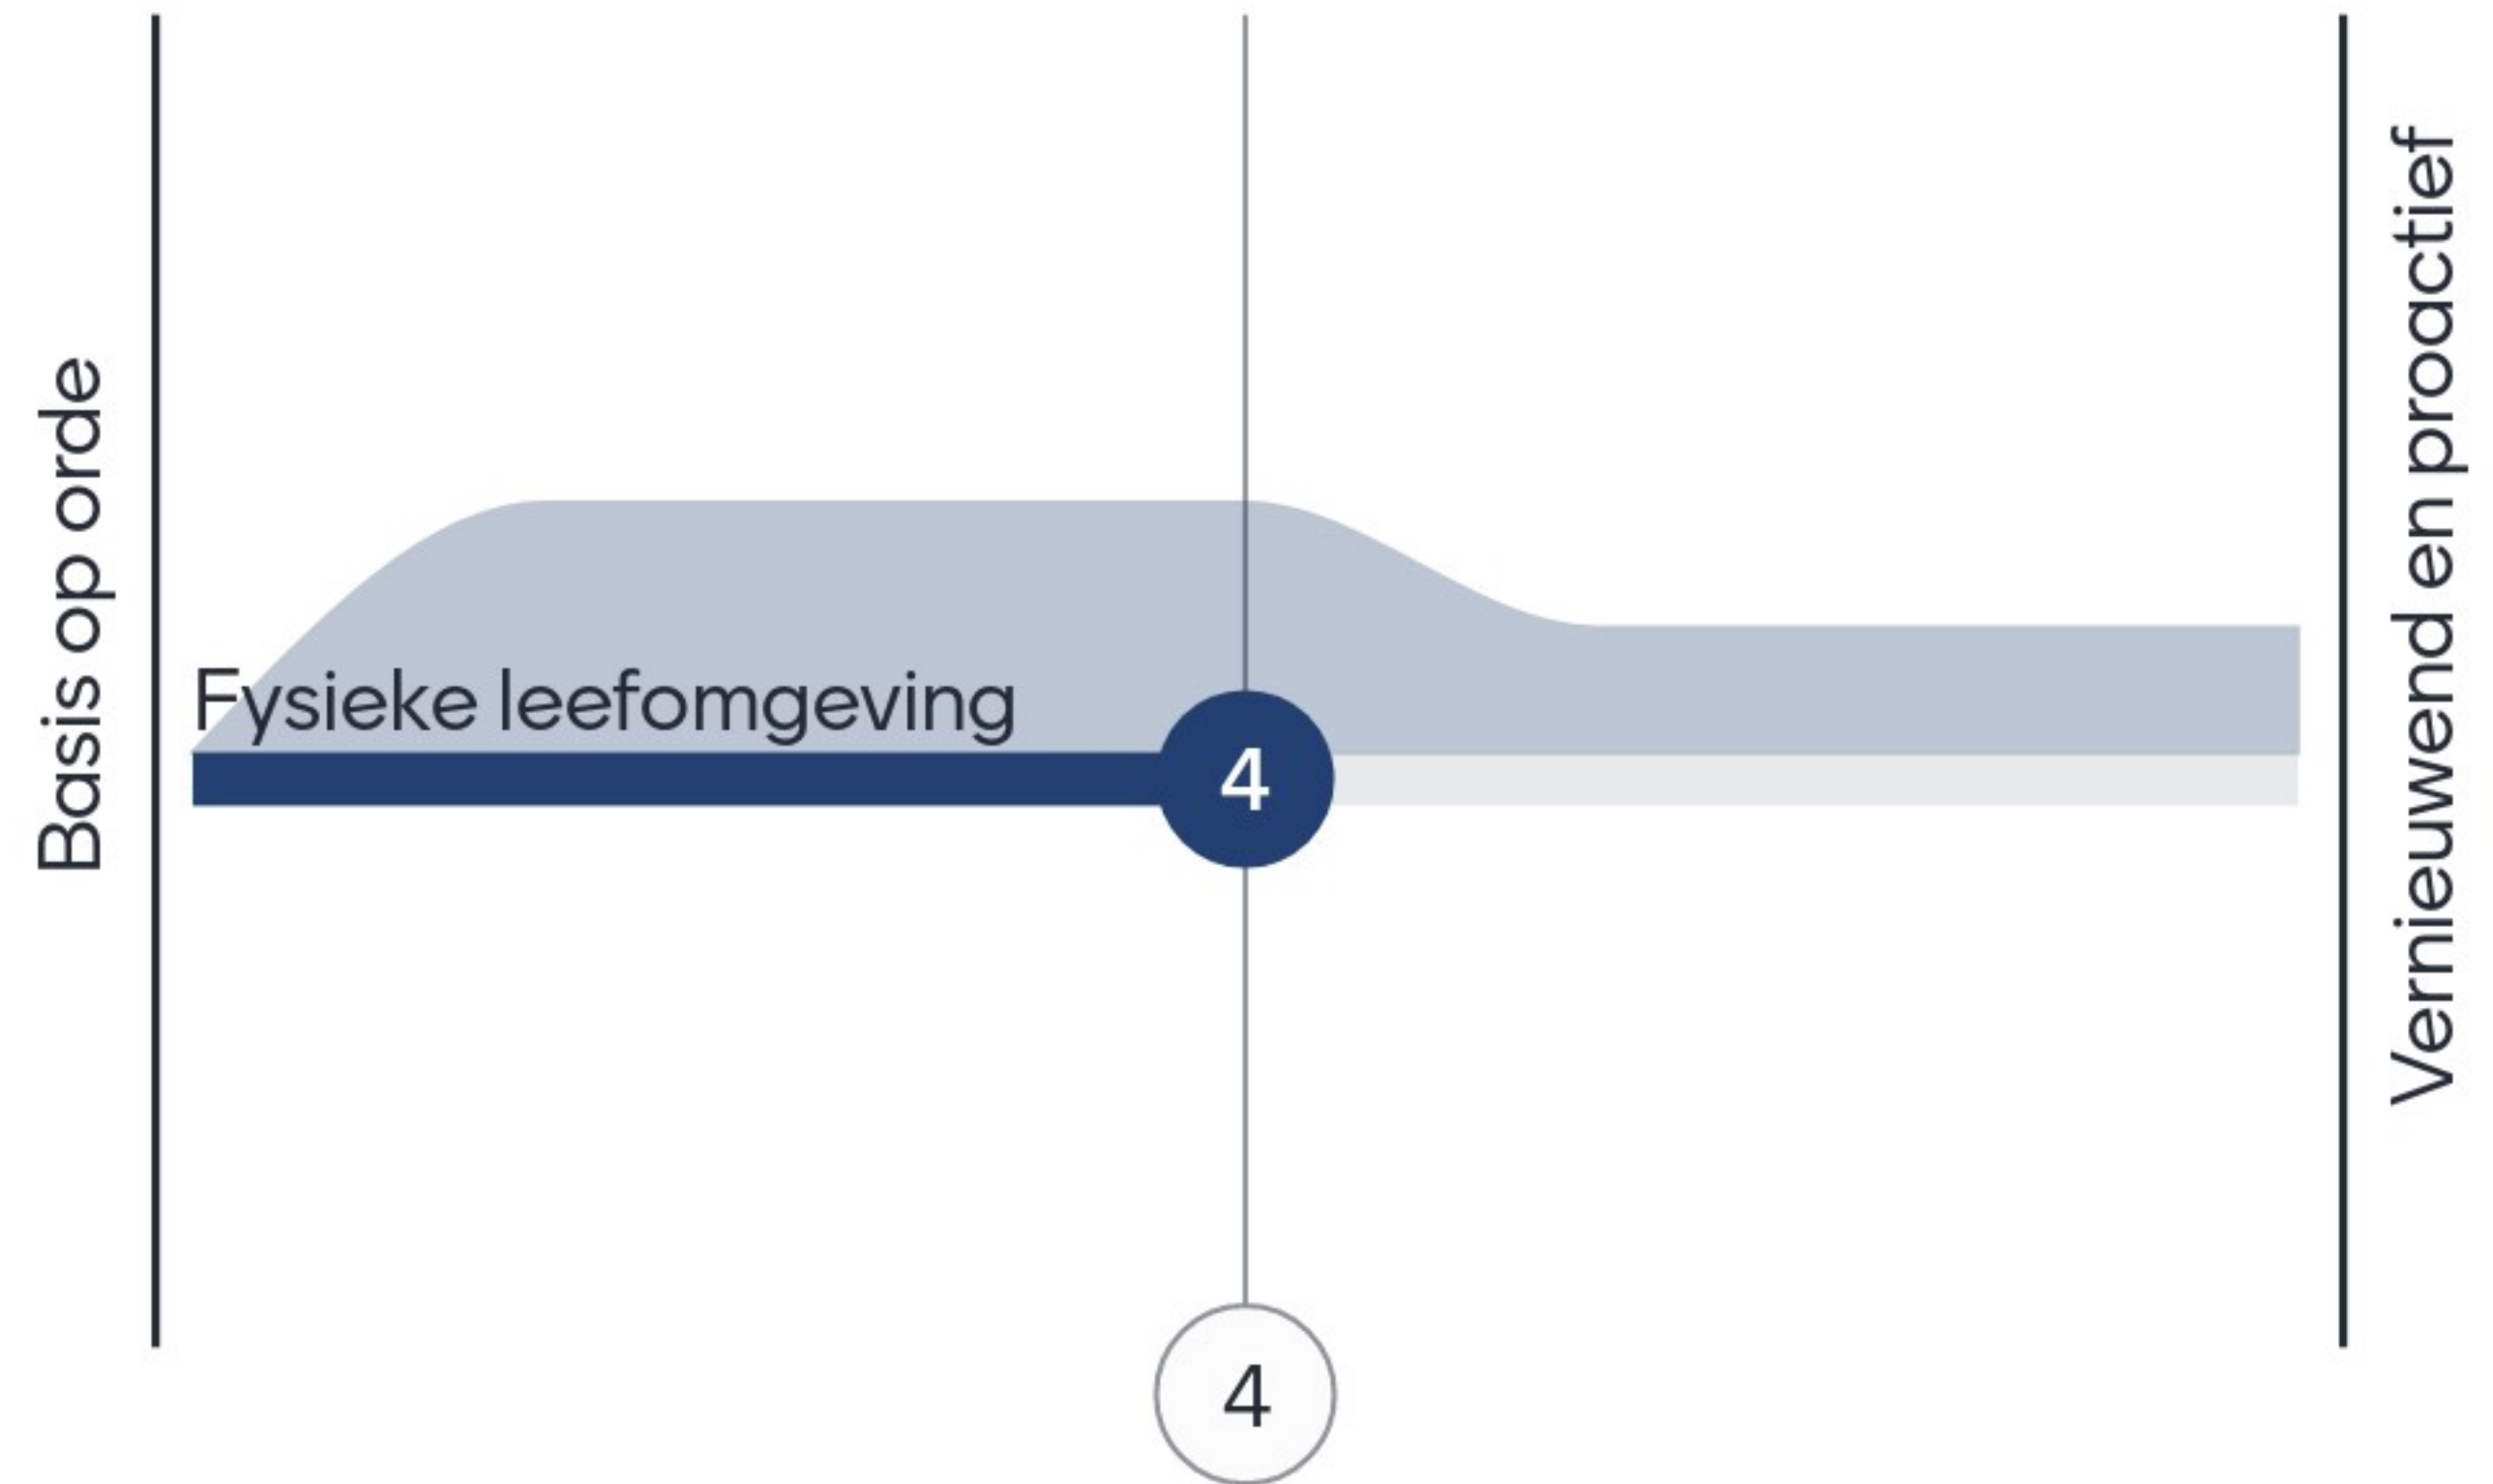 Basis op orde
Fysieke leefomgeving
4
4
Vernieuwend en proactief